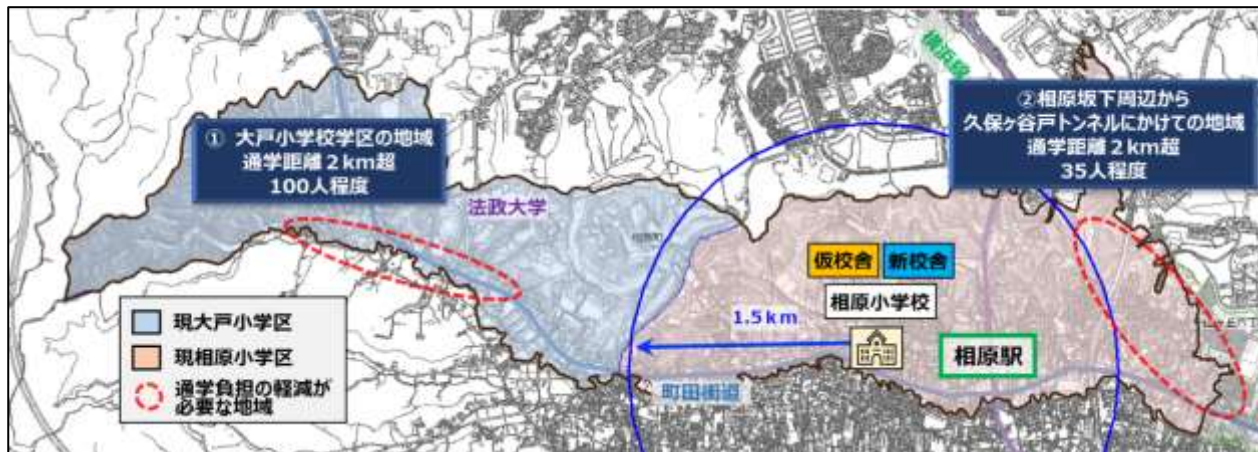 横浜線
① 大戸小学校学区の地域
通学距離２km超
100人程度
②相原坂下周辺から
久保ヶ谷戸トンネルにかけての地域
通学距離２km超
35人程度
法政大学
仮校舎
新校舎
相原小学校
1.5km
相原駅
町田街道
現大戸小学区
現相原小学区
通学負担の軽減が
必要な地域